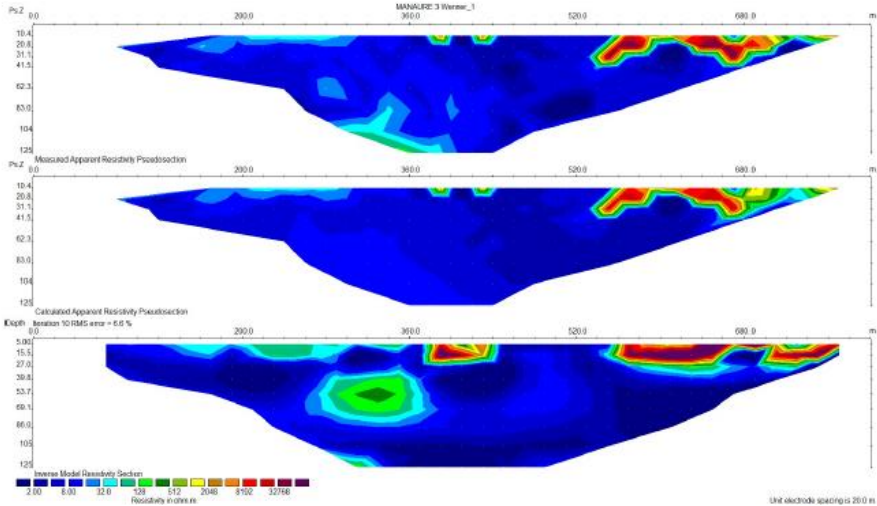 MANAURE 3 Wenner_1
Ps.Z 0.0 200.0 360.0 520.0 680.0 m
10.4
20.8
31.1
41.5
62.3
83.0
104
125
Measured Apparent Resistivity Pseudosection
Ps.Z 0.0 200.0 360.0 520.0 680.0 m
10.4
20.8
31.1
41.5
62.3
83.0
104
125
Calculated Apparent Resistivity Pseudosection
Depth Iteration 10 RMS error = 6.6 %
0.0 200.0 360.0 520.0 680.0 m
5.00
15.5
27.0
39.8
53.7
69.1
86.0
105
125
Inverse Model Resistivity Section
2.00 8.00 32.0 128 512 2048 8192 32768
Resistivity in ohm.m
Unit electrode spacing is 20.0 m.